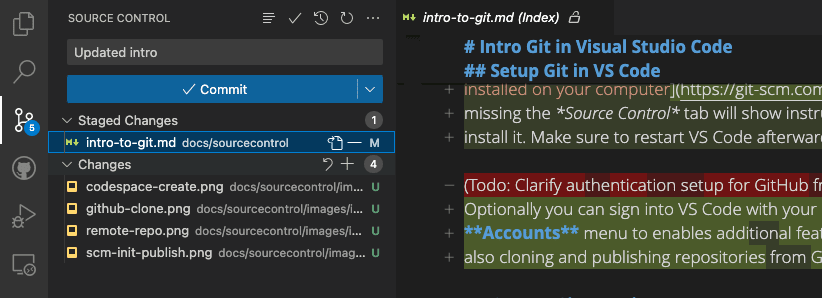 SOURCE CONTROL
Updated intro
Commit
Staged Changes 1
intro-to-git.md docs/sourcecontrol M
Changes 4
codespace-create.png docs/sourcecontrol/im... U
github-clone.png docs/sourcecontrol/images/i... U
remote-repo.png docs/sourcecontrol/images/i... U
scm-init-publish.png docs/sourcecontrol/imag... U
5
intro-to-git.md (Index)
# Intro Git in Visual Studio Code
## Setup Git in VS Code
+ installed on your computer](https://git-scm.com
+ missing the *Source Control* tab will show instru
+ install it. Make sure to restart VS Code afterwar
− (Todo: Clarify authentication setup for GitHub fr
+ Optionally you can sign into VS Code with your
+ **Accounts** menu to enables additional feat
+ also cloning and publishing repositories from G